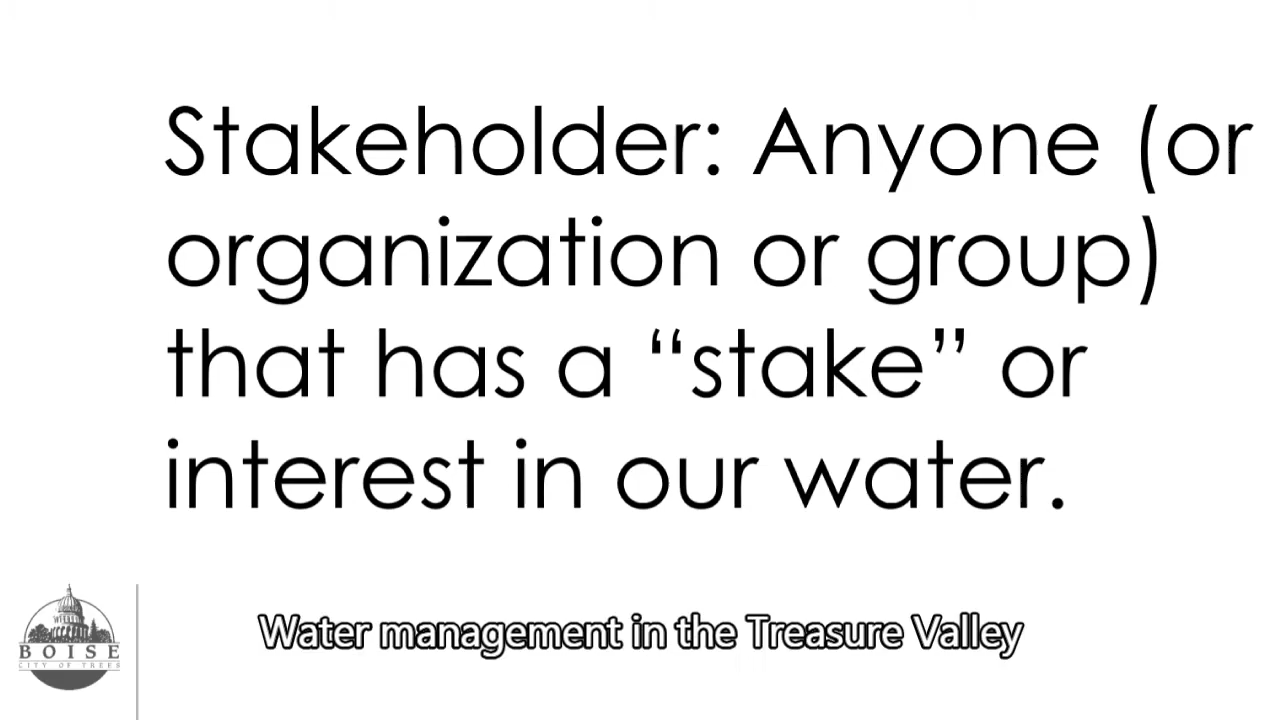 Stakeholder: Anyone (or
organization or group)
that has a “stake” or
interest in our water.
Water management in the Treasure Valley
BOISE
CITY OF TREES